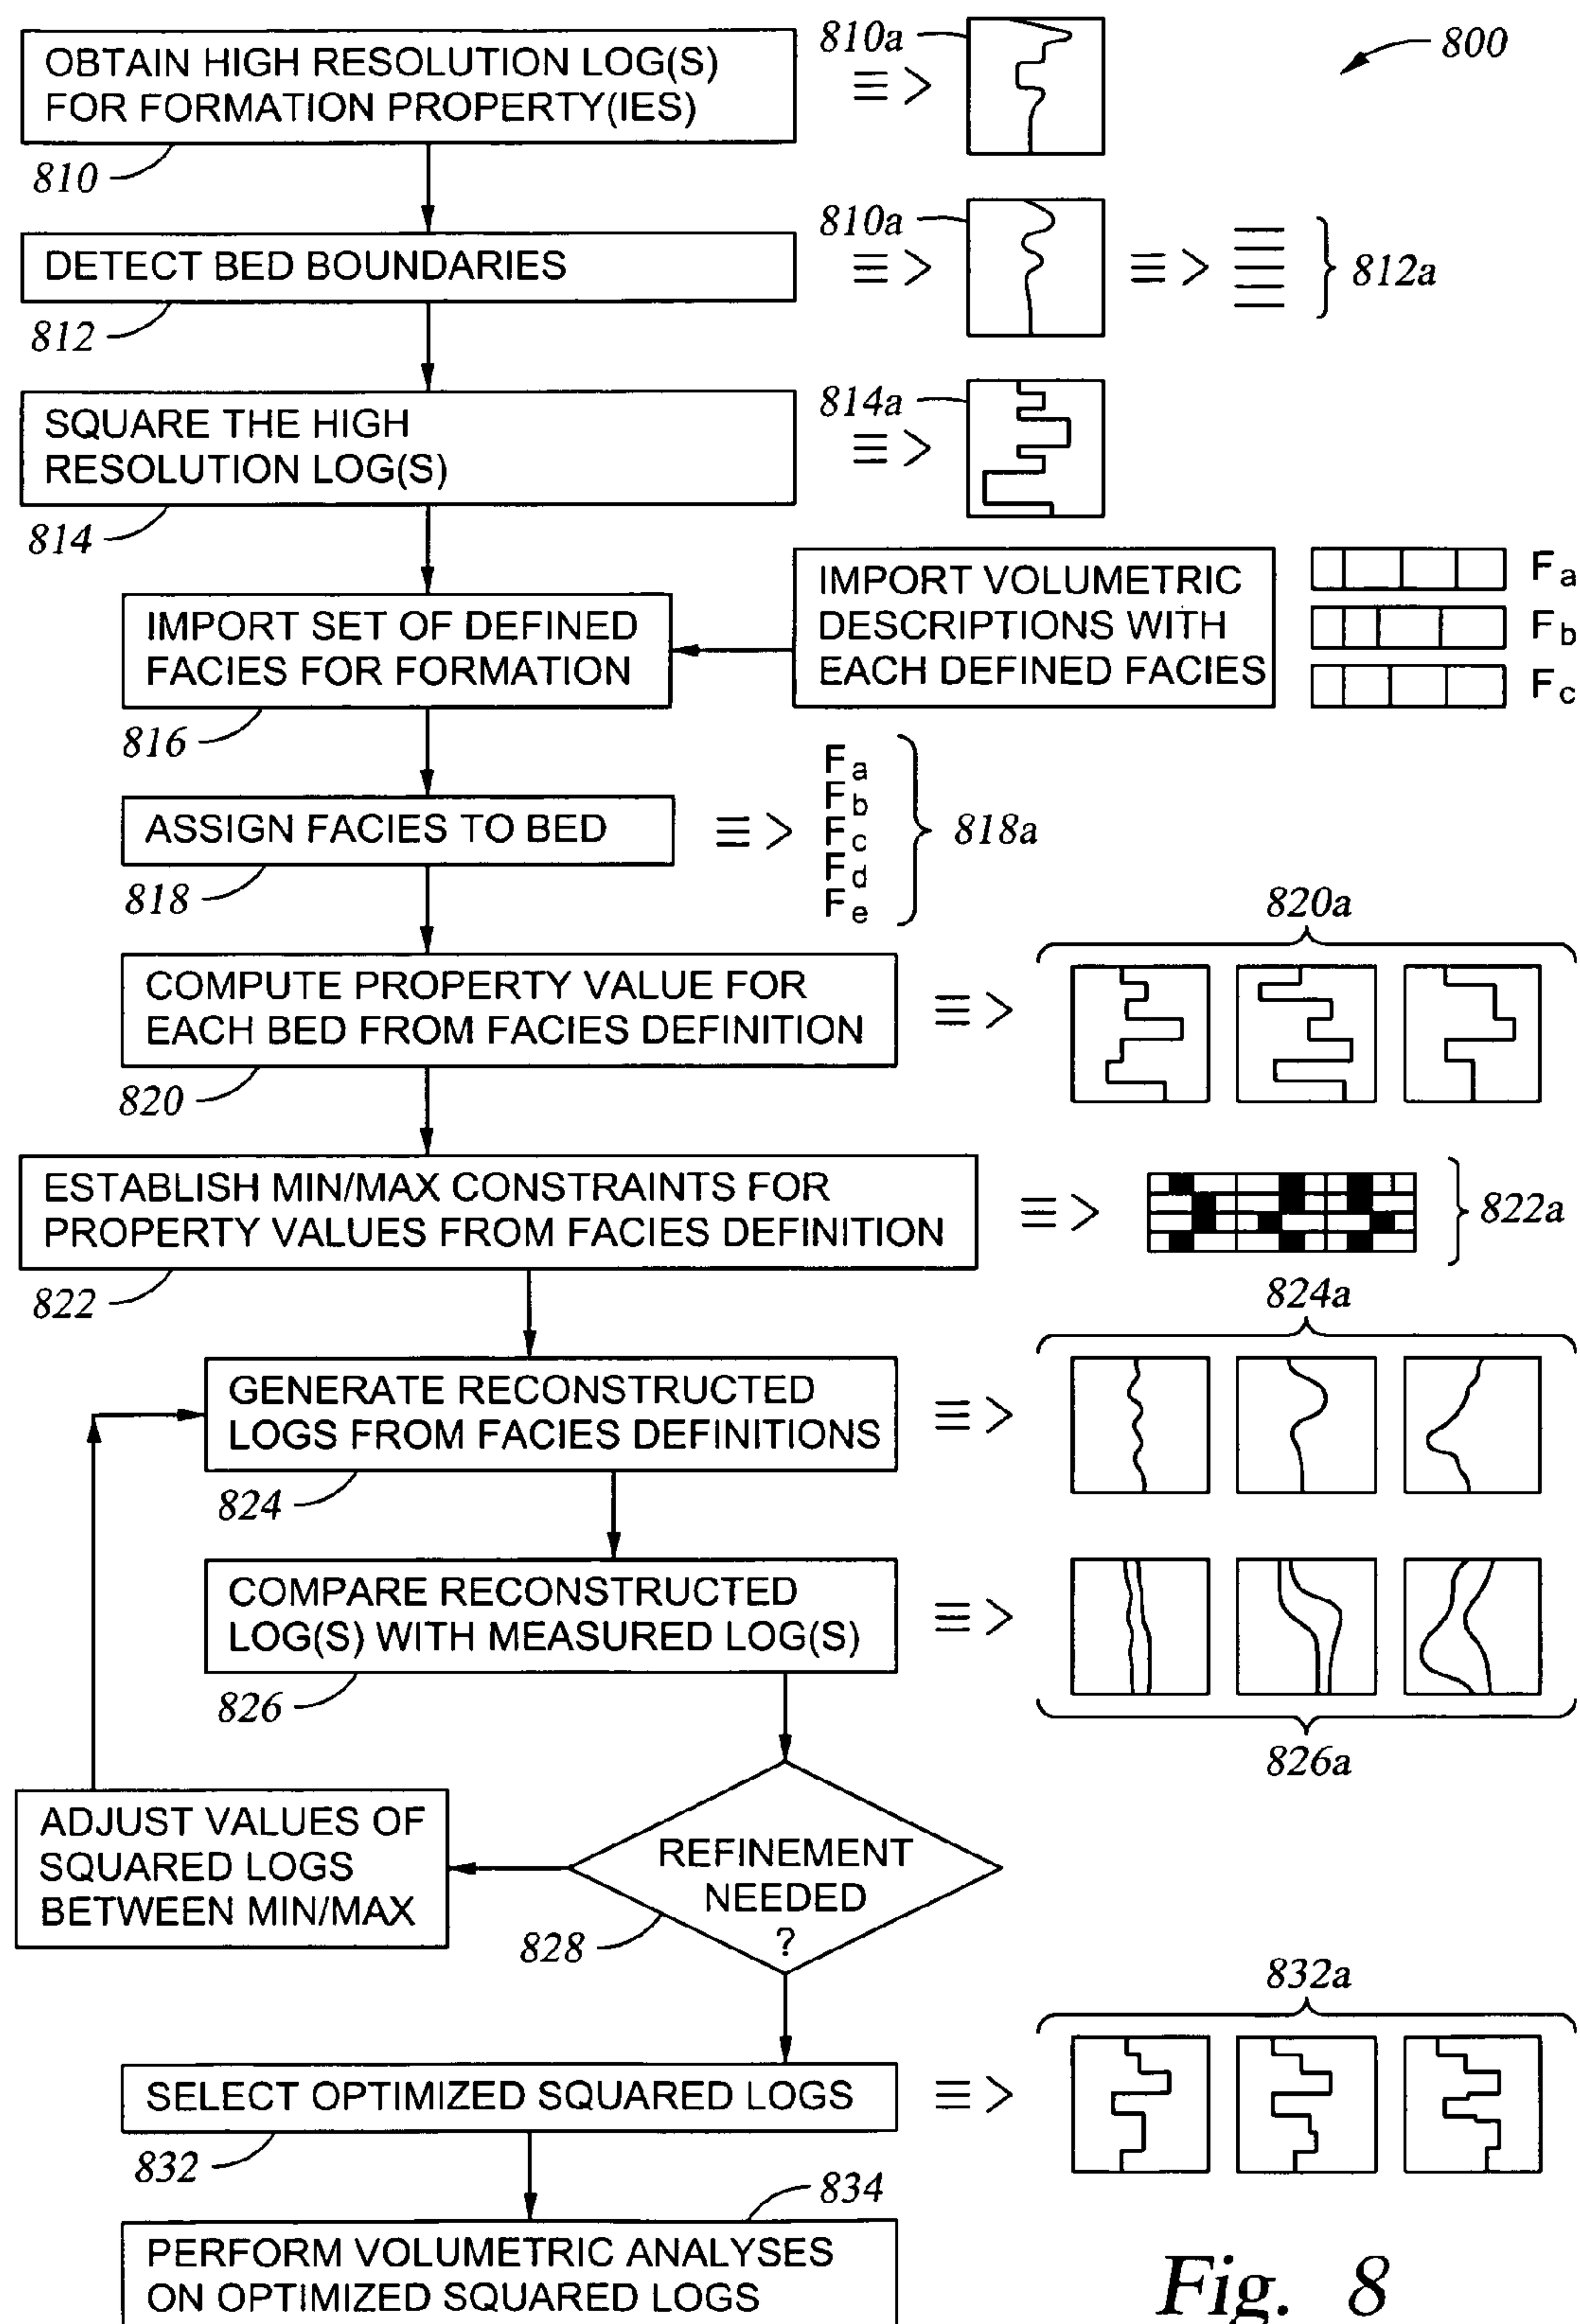 OBTAIN HIGH RESOLUTION LOG(S)
FOR FORMATION PROPERTY(IES)
810
810a
800
DETECT BED BOUNDARIES
812
810a
812a
SQUARE THE HIGH
RESOLUTION LOG(S)
814
814a
IMPORT SET OF DEFINED
FACIES FOR FORMATION
816
IMPORT VOLUMETRIC
DESCRIPTIONS WITH
EACH DEFINED FACIES
Fa
Fb
Fc
ASSIGN FACIES TO BED
818
Fa
Fb
Fc
Fd
Fe
818a
COMPUTE PROPERTY VALUE FOR
EACH BED FROM FACIES DEFINITION
820
820a
ESTABLISH MIN/MAX CONSTRAINTS FOR
PROPERTY VALUES FROM FACIES DEFINITION
822
822a
GENERATE RECONSTRUCTED
LOGS FROM FACIES DEFINITIONS
824
824a
COMPARE RECONSTRUCTED
LOG(S) WITH MEASURED LOG(S)
826
826a
ADJUST VALUES OF
SQUARED LOGS
BETWEEN MIN/MAX
REFINEMENT
NEEDED
?
828
SELECT OPTIMIZED SQUARED LOGS
832
832a
834
PERFORM VOLUMETRIC ANALYSES
ON OPTIMIZED SQUARED LOGS
Fig. 8